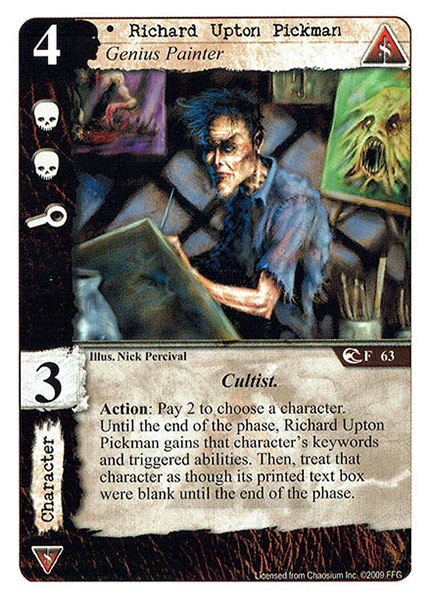 4
• Richard Upton Pickman
Genius Painter
Illus. Nick Percival
F 63
3
Cultist.
Action: Pay 2 to choose a character.
Until the end of the phase, Richard Upton
Pickman gains that character's keywords
and triggered abilities. Then, treat that
character as though its printed text box
were blank until the end of the phase.
Character
Licensed from Chaosium Inc. ©2009 FFG